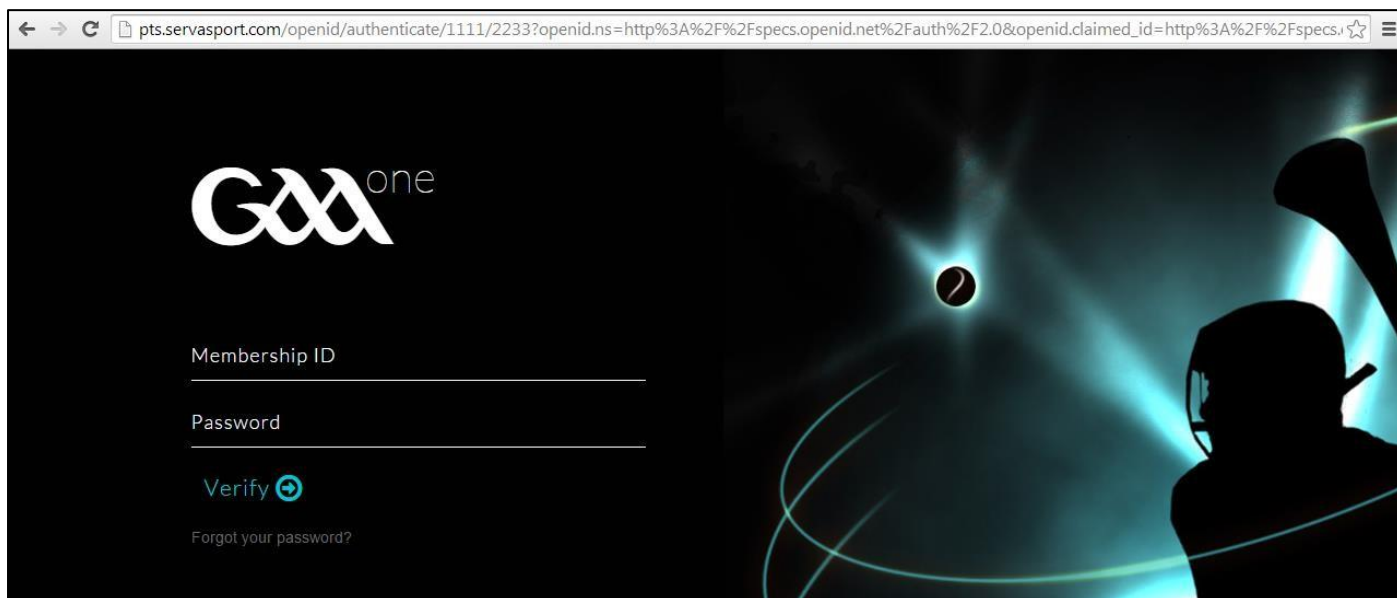 pts.servasport.com/openid/authenticate/1111/2233?openid.ns=http%3A%2F%2Fspecs.openid.net%2Fauth%2F2.0&openid.claimed_id=http%3A%2F%2Fspecs.
GAA one
Membership ID
Password
Verify
Forgot your password?